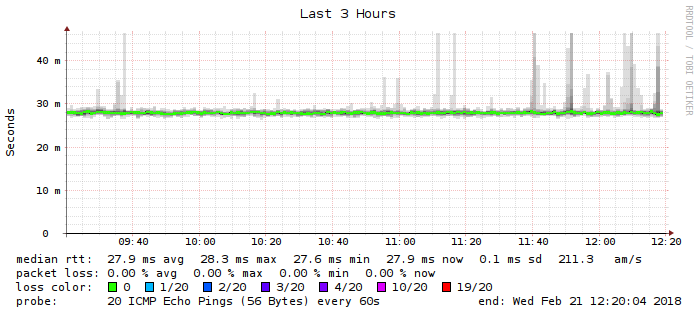 Last 3 Hours
RRDTOOL / TOBI OETIKER
Seconds
40 m
30 m
20 m
10 m
0
09:40 10:00 10:20 10:40 11:00 11:20 11:40 12:00 12:20
median rtt: 27.9 ms avg 28.3 ms max 27.6 ms min 27.9 ms now 0.1 ms sd 211.3 am/s
packet loss: 0.00 % avg 0.00 % max 0.00 % min 0.00 % now
loss color: 0 1/20 2/20 3/20 4/20 10/20 19/20
probe: 20 ICMP Echo Pings (56 Bytes) every 60s end: Wed Feb 21 12:20:04 2018